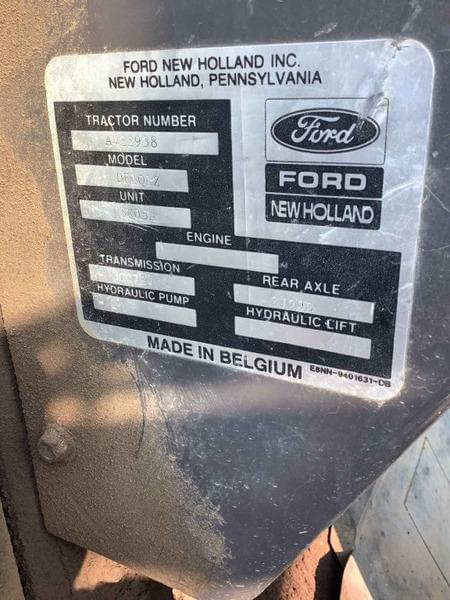 FORD NEW HOLLAND INC.
NEW HOLLAND, PENNSYLVANIA
TRACTOR NUMBER
MODEL
UNIT
Ford
FORD
NEW HOLLAND
ENGINE
TRANSMISSION
REAR AXLE
HYDRAULIC PUMP
HYDRAULIC LIFT
MADE IN BELGIUM
E8NN-9401631-DB